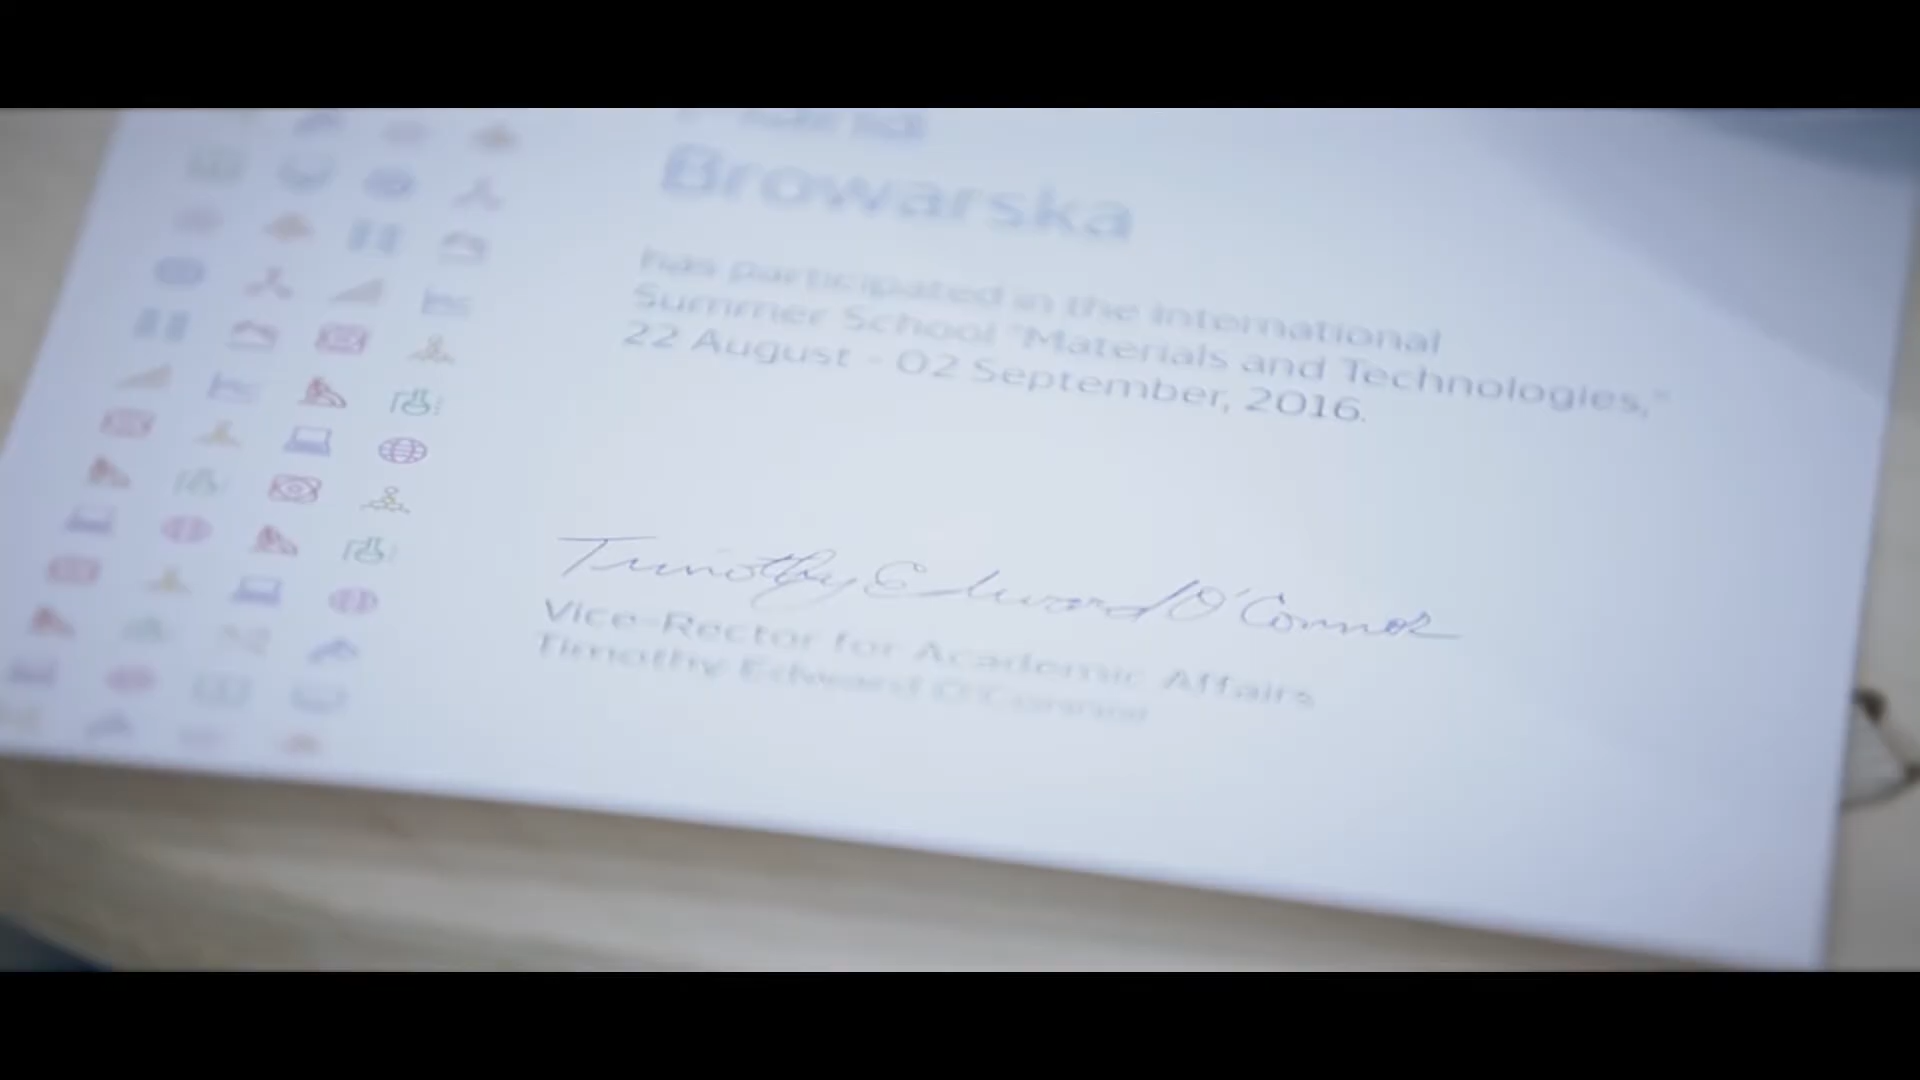 Browarska
has participated in the International
Summer School "Materials and Technologies,"
22 August - 02 September, 2016.
Timothy Edward O'Connor
Vice-Rector for Academic Affairs
Timothy Edward O'Connor